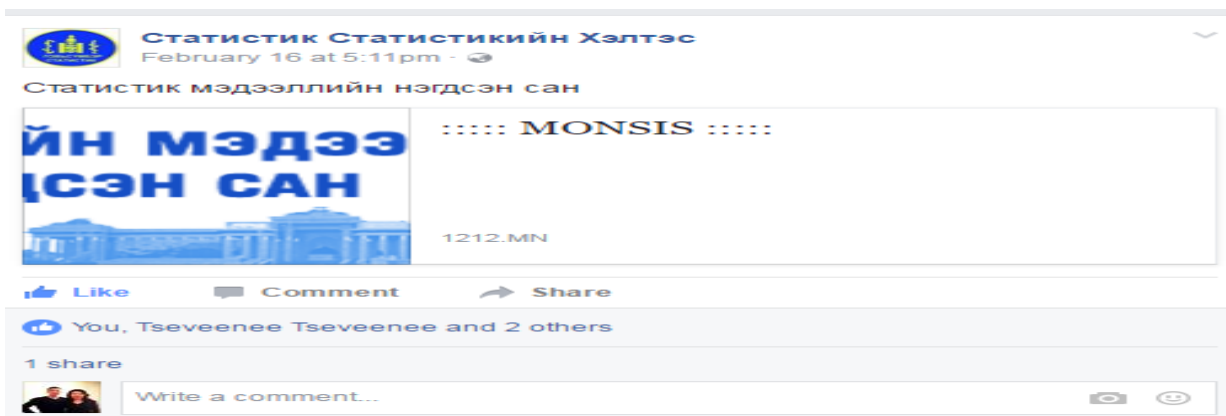 Статистик Статистикийн Хэлтэс
February 16 at 5:11pm ·
Статистик мэдээллийн нэгдсэн сан
ЙН МЭДЭЭ
ДСЭН САН
::::: MONSIS :::::
1212.MN
Like Comment Share
You, Tseveenee Tseveenee and 2 others
1 share
Write a comment...